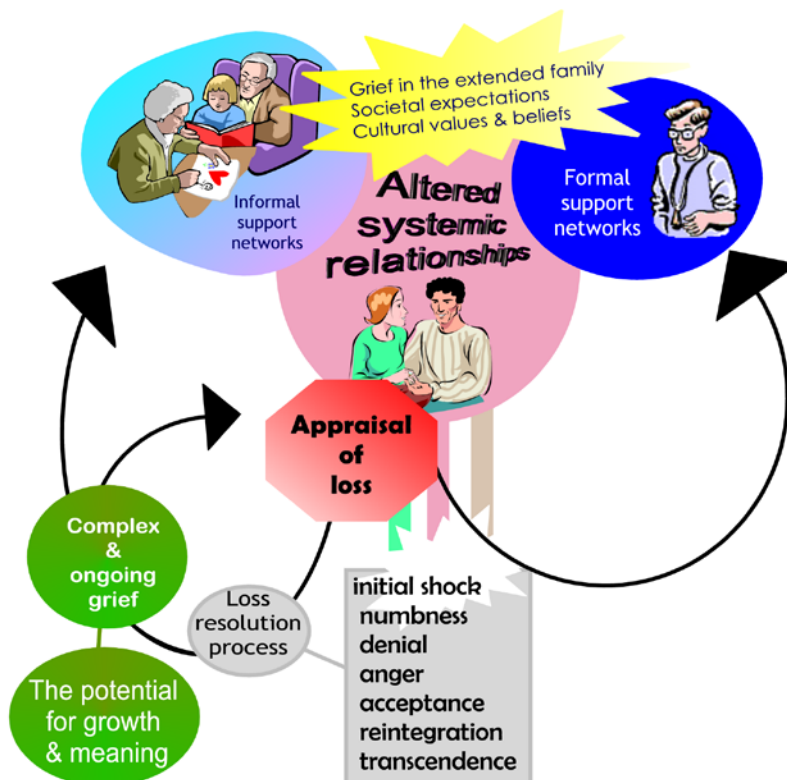 Grief in the extended family
Societal expectations
Cultural values & beliefs
Informal
support
networks
Altered
systemic
relationships
Formal
support
networks
Appraisal
of
loss
Complex
&
ongoing
grief
Loss
resolution
process
initial shock
numbness
denial
anger
acceptance
reintegration
transcendence
The potential
for growth
& meaning